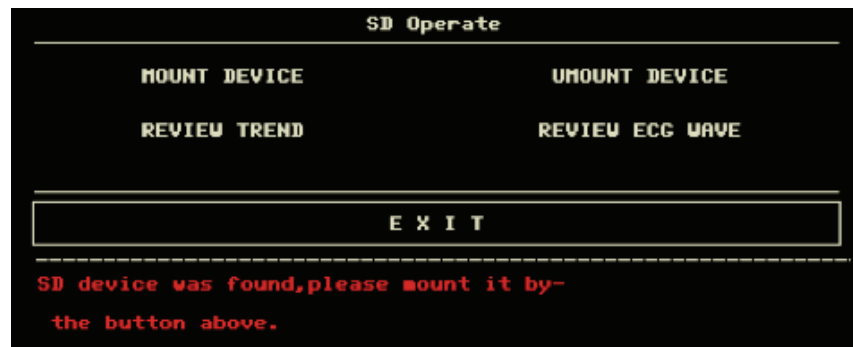 SD Operate
MOUNT DEVICE UMOUNT DEVICE
REVIEW TREND REVIEW ECG WAVE
E X I T
SD device was found,please mount it by-
the button above.